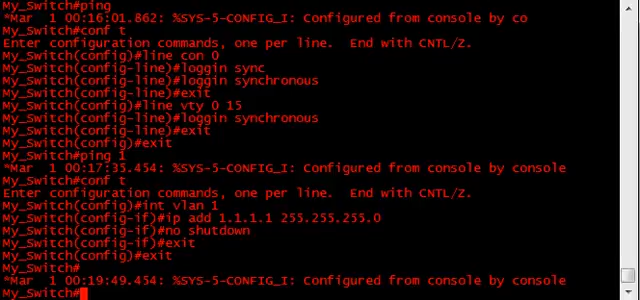 My_Switch#ping
*Mar  1 00:16:01.862: %SYS-5-CONFIG_I: Configured from console by co
My_Switch#conf t
Enter configuration commands, one per line.  End with CNTL/Z.
My_Switch(config)#line con 0
My_Switch(config-line)#loggin sync
My_Switch(config-line)#loggin synchronous
My_Switch(config-line)#exit
My_Switch(config)#line vty 0 15
My_Switch(config-line)#loggin synchronous
My_Switch(config-line)#exit
My_Switch(config)#exit
My_Switch#ping 1
*Mar  1 00:17:35.454: %SYS-5-CONFIG_I: Configured from console by console
My_Switch#conf t
Enter configuration commands, one per line.  End with CNTL/Z.
My_Switch(config)#int vlan 1
My_Switch(config-if)#ip add 1.1.1.1 255.255.255.0
My_Switch(config-if)#no shutdown
My_Switch(config-if)#exit
My_Switch(config)#exit
My_Switch#
*Mar  1 00:19:49.454: %SYS-5-CONFIG_I: Configured from console by console
My_Switch#